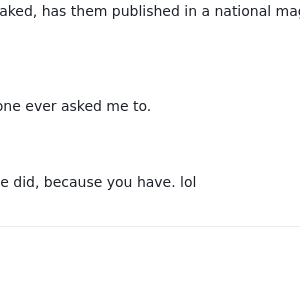 aked, has them published in a national mag
one ever asked me to.
e did, because you have. lol